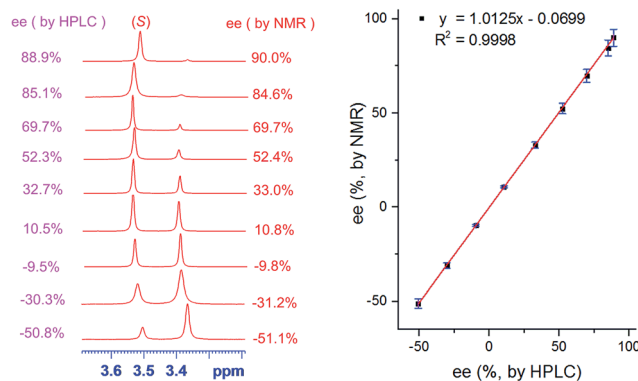 ee ( by HPLC ) (S) ee ( by NMR )
88.9% 90.0%
85.1% 84.6%
69.7% 69.7%
52.3% 52.4%
32.7% 33.0%
10.5% 10.8%
-9.5% -9.8%
-30.3% -31.2%
-50.8% -51.1%
3.6 3.5 3.4 ppm
y = 1.0125x - 0.0699
R² = 0.9998
ee (%, by NMR)
100
50
0
-50
-50 0 50 100
ee (%, by HPLC)